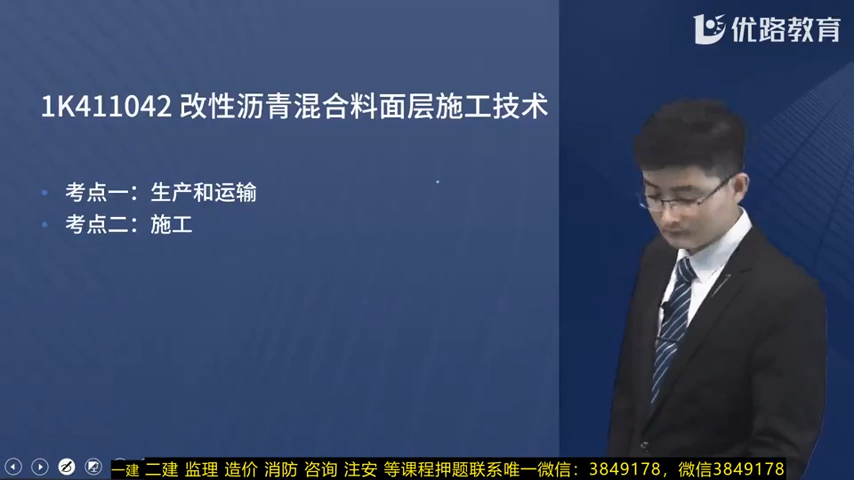 优路教育
1K411042 改性沥青混合料面层施工技术
考点一：生产和运输
考点二：施工
一建 二建 监理 造价 消防 咨询 注安 等课程押题联系唯一微信：3849178，微信3849178